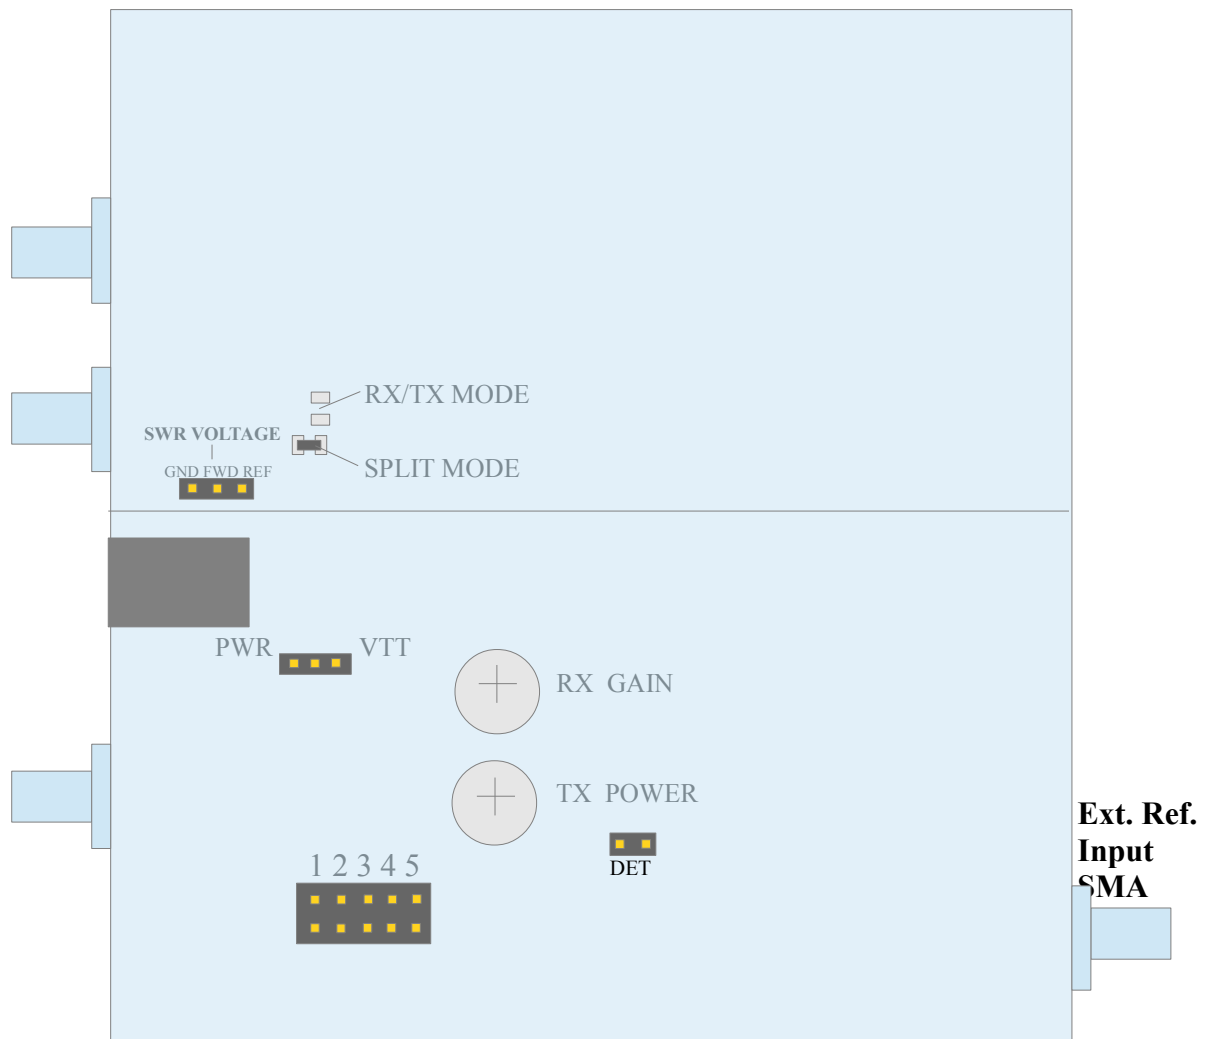 RX/TX MODE
SWR VOLTAGE
SPLIT MODE
GND FWD REF
PWR VTT
RX GAIN
TX POWER
Ext. Ref.
Input
SMA
1 2 3 4 5
DET